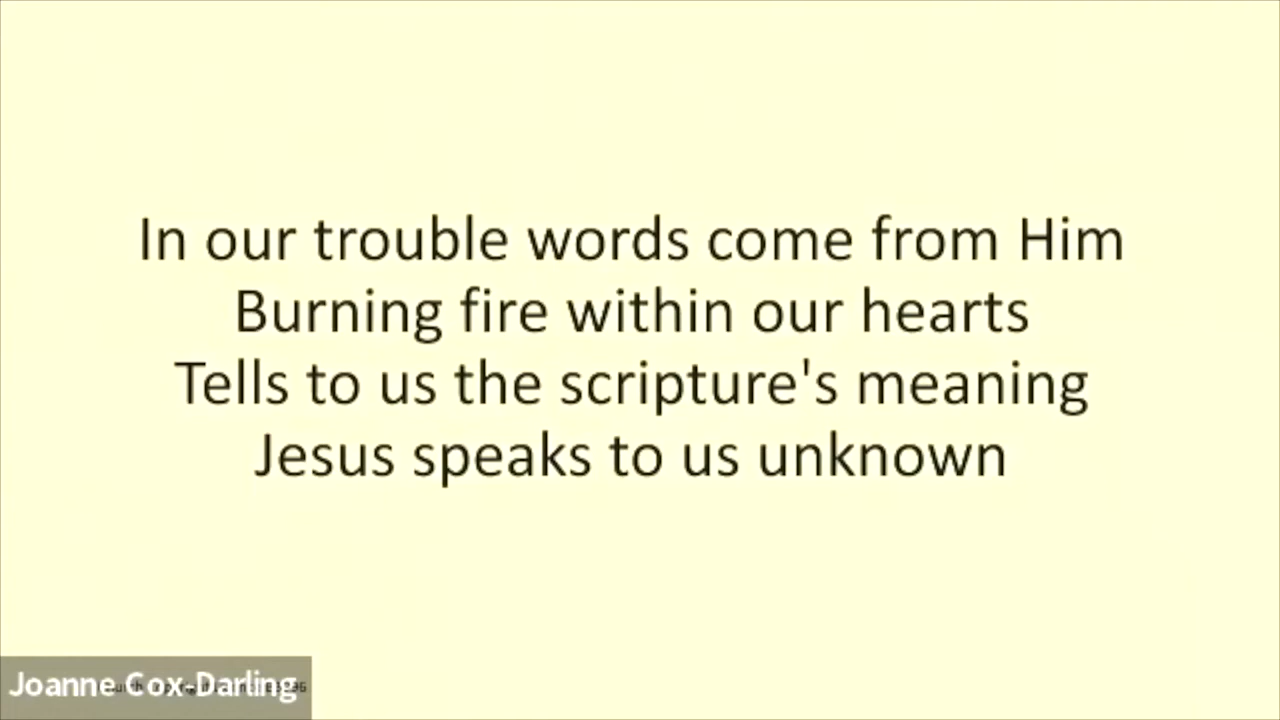 In our trouble words come from Him
Burning fire within our hearts
Tells to us the scripture's meaning
Jesus speaks to us unknown
Joanne Cox-Darling